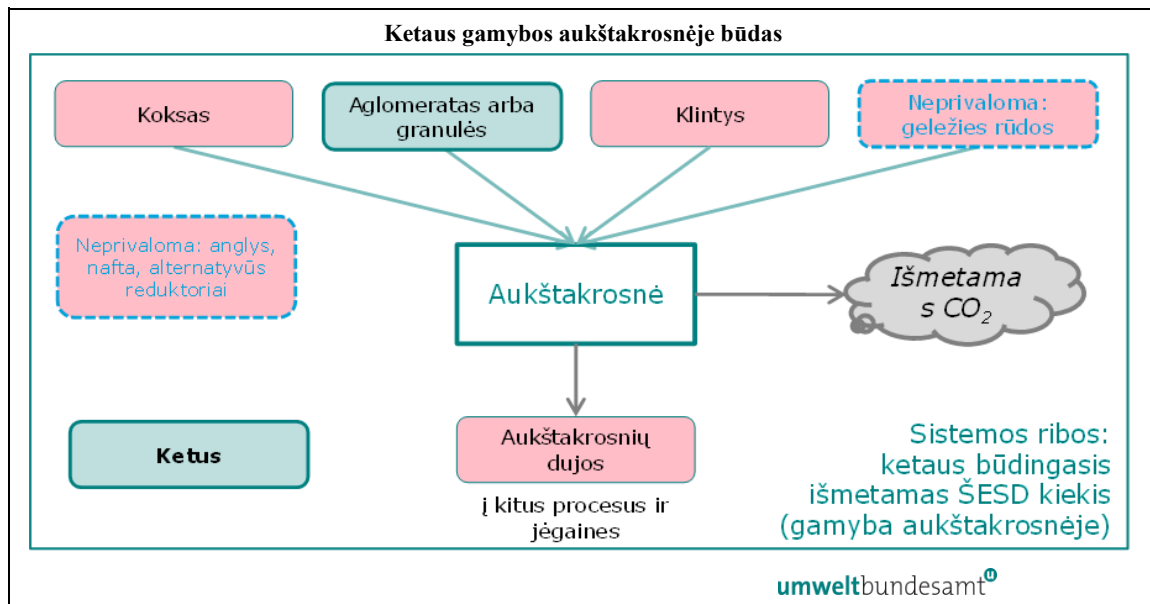 Ketaus gamybos aukštakrosnėje būdas
Koksas
Aglomeratas arba
granulės
Klintys
Neprivaloma:
geležies rūdos
Neprivaloma: anglys,
nafta, alternatyvūs
reduktoriai
Aukštakrosnė
Išmetama
s CO₂
Ketus
Aukštakrosnių
dujos
į kitus procesus ir
jėgaines
Sistemos ribos:
ketaus būdingasis
išmetamas ŠESD kiekis
(gamyba aukštakrosnėje)
umweltbundesamt u